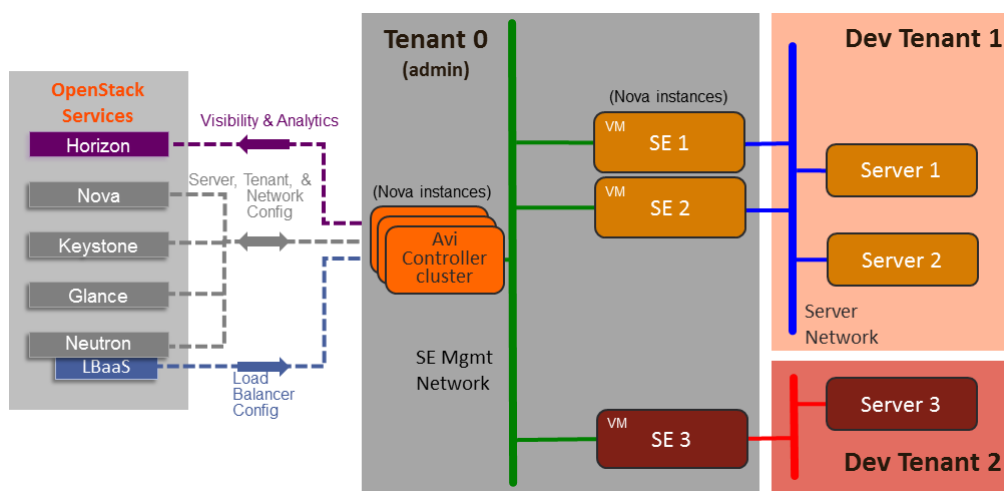 OpenStack
Services
Horizon
Nova
Keystone
Glance
Neutron
LBaaS
Visibility & Analytics
Server, Tenant, &
Network
Config
Load
Balancer
Config
Tenant 0
(admin)
(Nova instances)
Avi
Controller
cluster
SE Mgmt
Network
(Nova instances)
VM
SE 1
VM
SE 2
VM
SE 3
Dev Tenant 1
Server 1
Server 2
Server
Network
Server 3
Dev Tenant 2